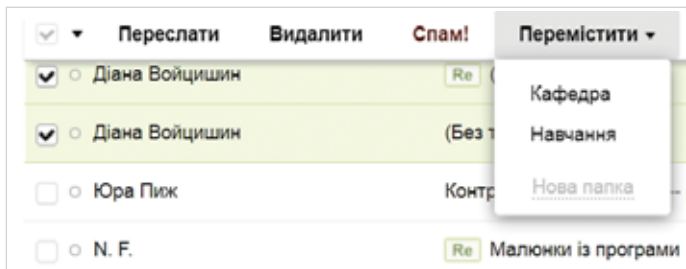 Переслати Видалити Спам! Перемістити
Діана Войцишин Re (
Кафедра
Діана Войцишин (Без
Навчання
Юра Пиж Контр
Нова папка
N. F. Re Малюнки із програми